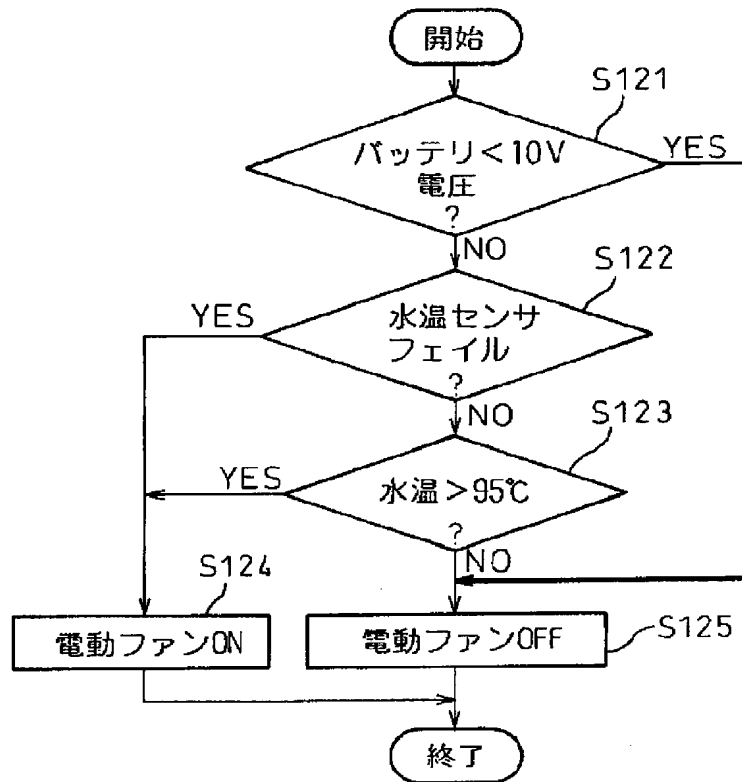 開始
S121
バッテリ<10V
電圧
?
YES
NO
S122
水温センサ
フェイル
?
YES
NO
S123
水温>95℃
?
YES
NO
S124
電動ファンON
電動ファンOFF
S125
終了